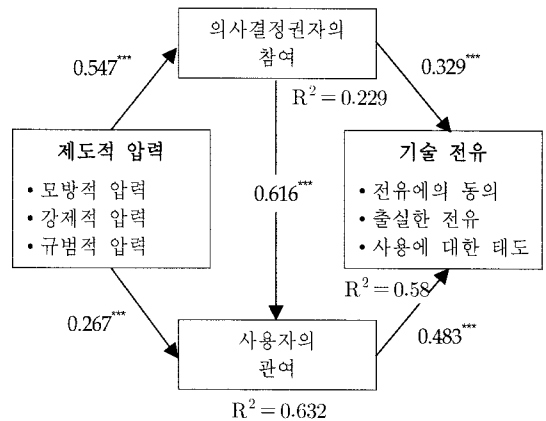 의사결정권자의
참여
0.547***
0.329***
R² = 0.229
제도적 압력
• 모방적 압력
• 강제적 압력
• 규범적 압력
0.616***
기술 전유
• 전유에의 동의
• 출실한 전유
• 사용에 대한 태도
R² = 0.58
0.267***
사용자의
관여
0.483***
R² = 0.632